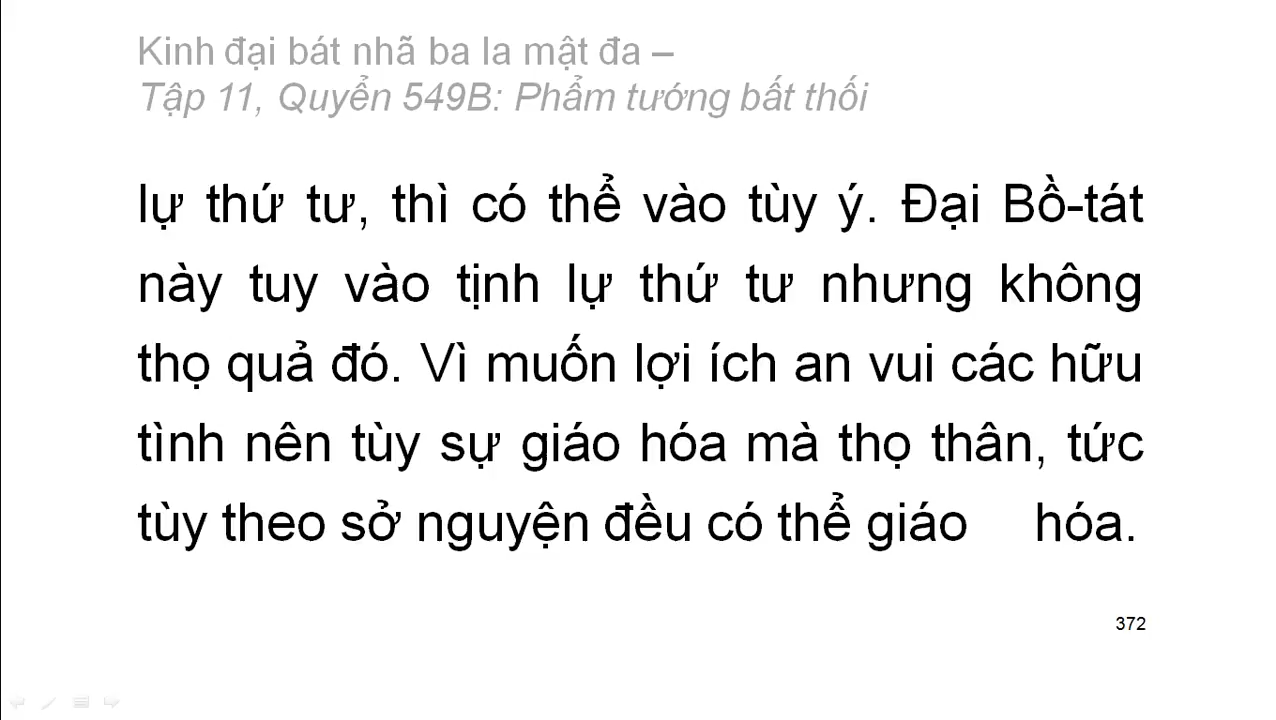 Kinh đại bát nhã ba la mật đa –
Tập 11, Quyển 549B: Phẩm tướng bất thối
lự thứ tư, thì có thể vào tùy ý. Đại Bồ-tát
này tuy vào tịnh lự thứ tư nhưng không
thọ quả đó. Vì muốn lợi ích an vui các hữu
tình nên tùy sự giáo hóa mà thọ thân, tức
tùy theo sở nguyện đều có thể giáo hóa.
372